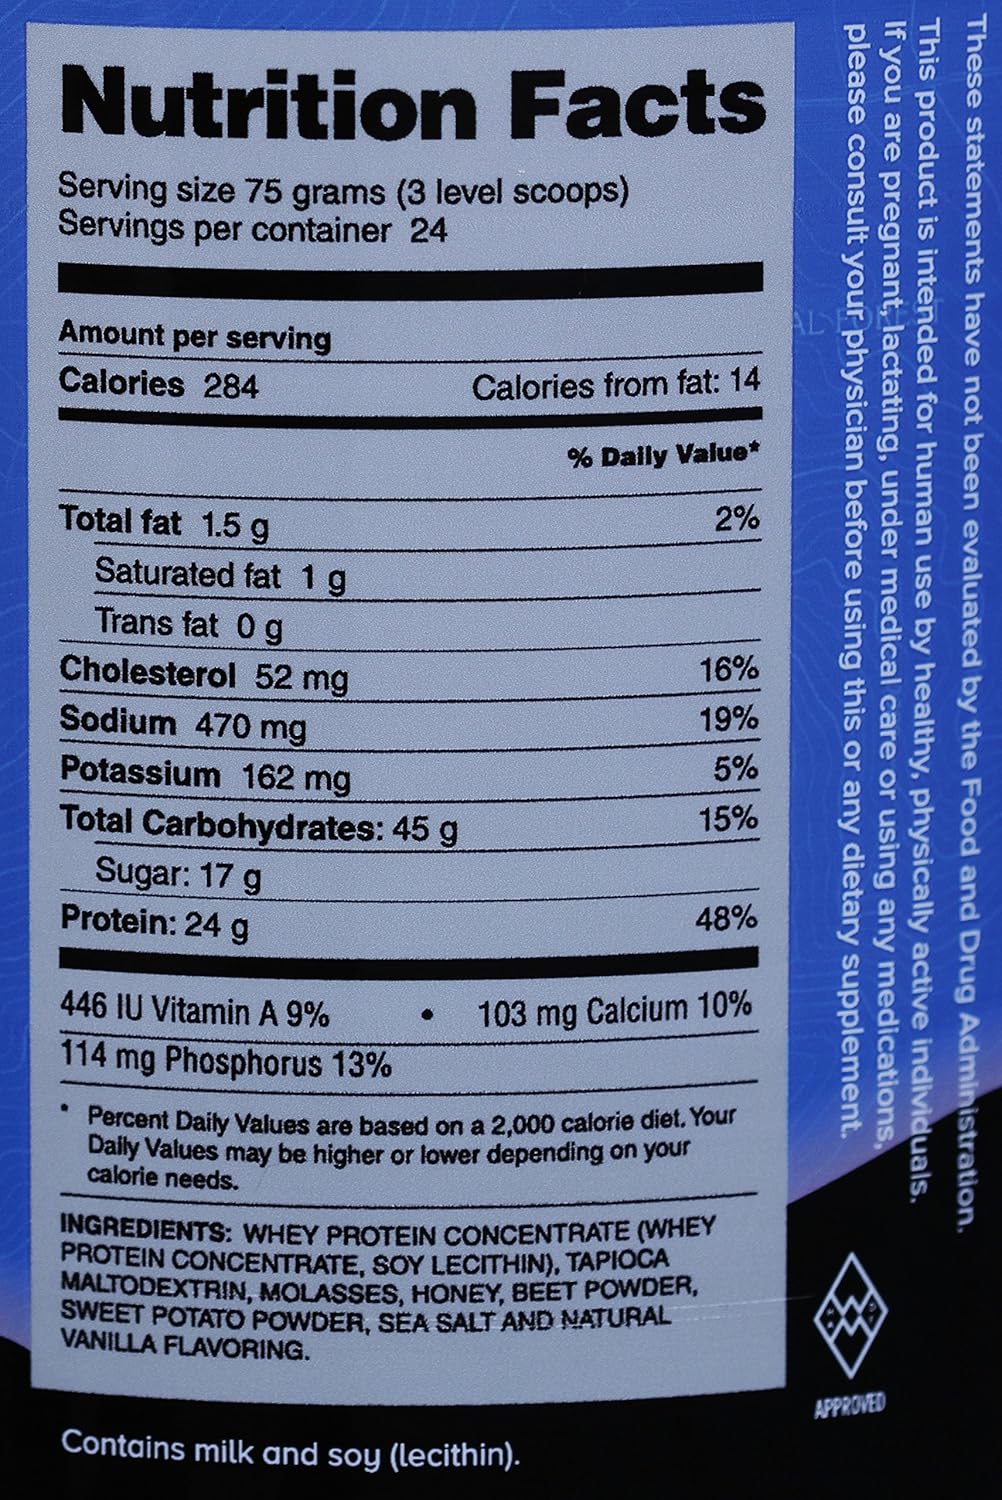 Nutrition Facts
Serving size 75 grams (3 level scoops)
Servings per container 24
Amount per serving
Calories 284 Calories from fat: 14
% Daily Value*
Total fat 1.5 g 2%
Saturated fat 1 g
Trans fat 0 g
Cholesterol 52 mg 16%
Sodium 470 mg 19%
Potassium 162 mg 5%
Total Carbohydrates: 45 g 15%
Sugar: 17 g
Protein: 24 g 48%
446 IU Vitamin A 9% • 103 mg Calcium 10%
114 mg Phosphorus 13%
* Percent Daily Values are based on a 2,000 calorie diet. Your
Daily Values may be higher or lower depending on your
calorie needs.
INGREDIENTS: WHEY PROTEIN CONCENTRATE (WHEY
PROTEIN CONCENTRATE, SOY LECITHIN), TAPIOCA
MALTODEXTRIN, MOLASSES, HONEY, BEET POWDER,
SWEET POTATO POWDER, SEA SALT AND NATURAL
VANILLA FLAVORING.
Contains milk and soy (lecithin).
These statements have not been evaluated by the Food and Drug Administration.
This product is intended for human use by healthy, physically active individuals.
If you are pregnant, lactating, under medical care or using any medications,
please consult your physician before using this or any dietary supplement.
APPROVED